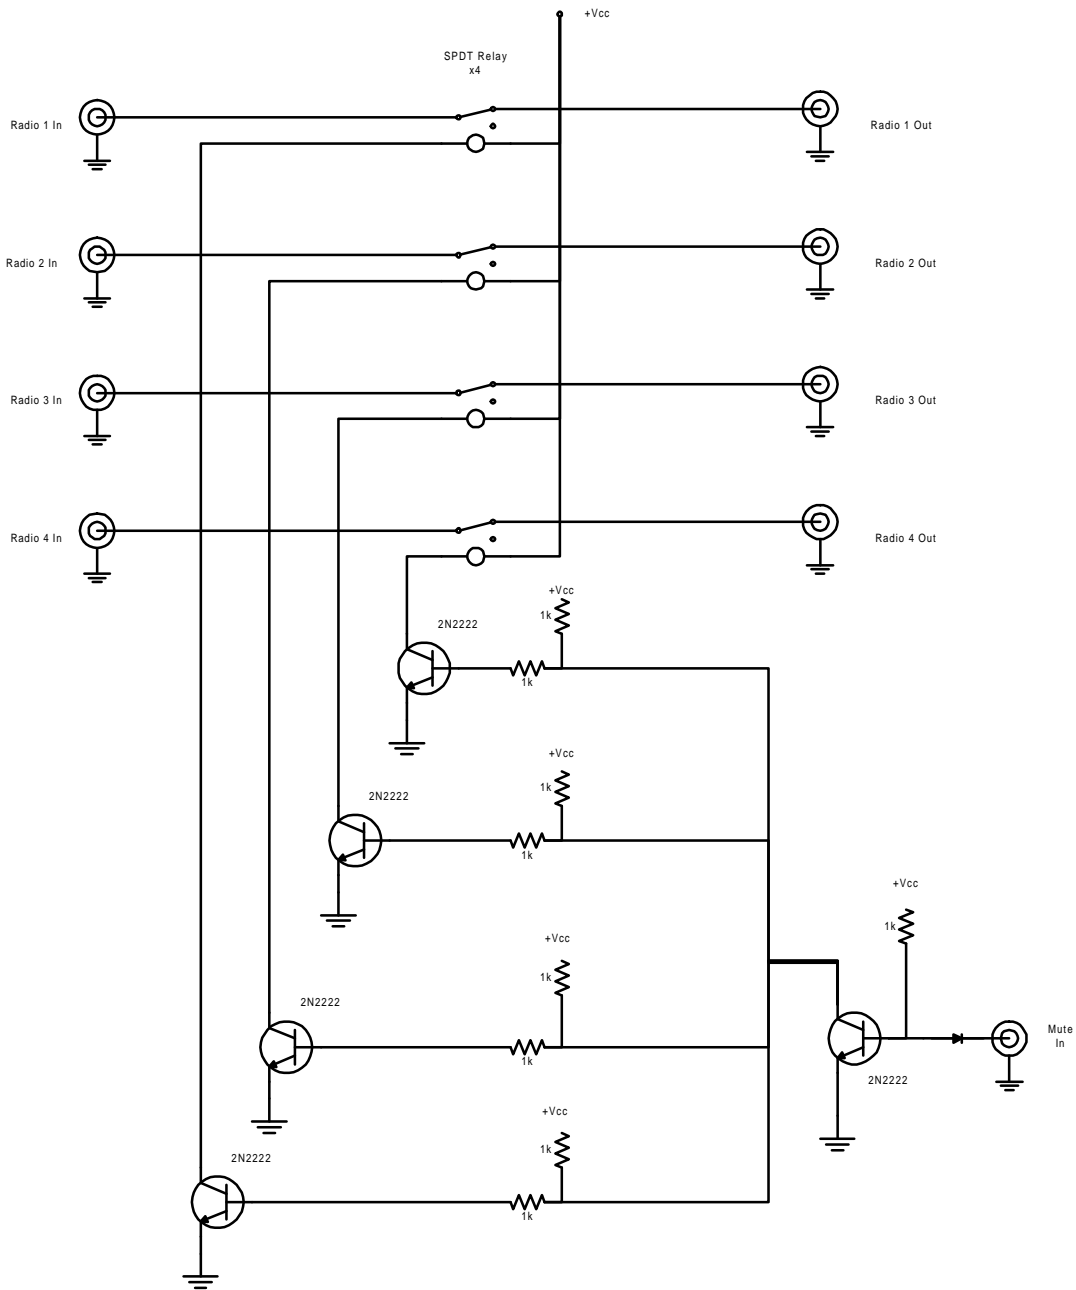 +Vcc
SPDT Relay
x4
Radio 1 In
Radio 1 Out
Radio 2 In
Radio 2 Out
Radio 3 In
Radio 3 Out
Radio 4 In
Radio 4 Out
+Vcc
1k
2N2222
1k
+Vcc
1k
2N2222
1k
+Vcc
1k
+Vcc
1k
2N2222
1k
Mute
In
2N2222
+Vcc
1k
2N2222
1k